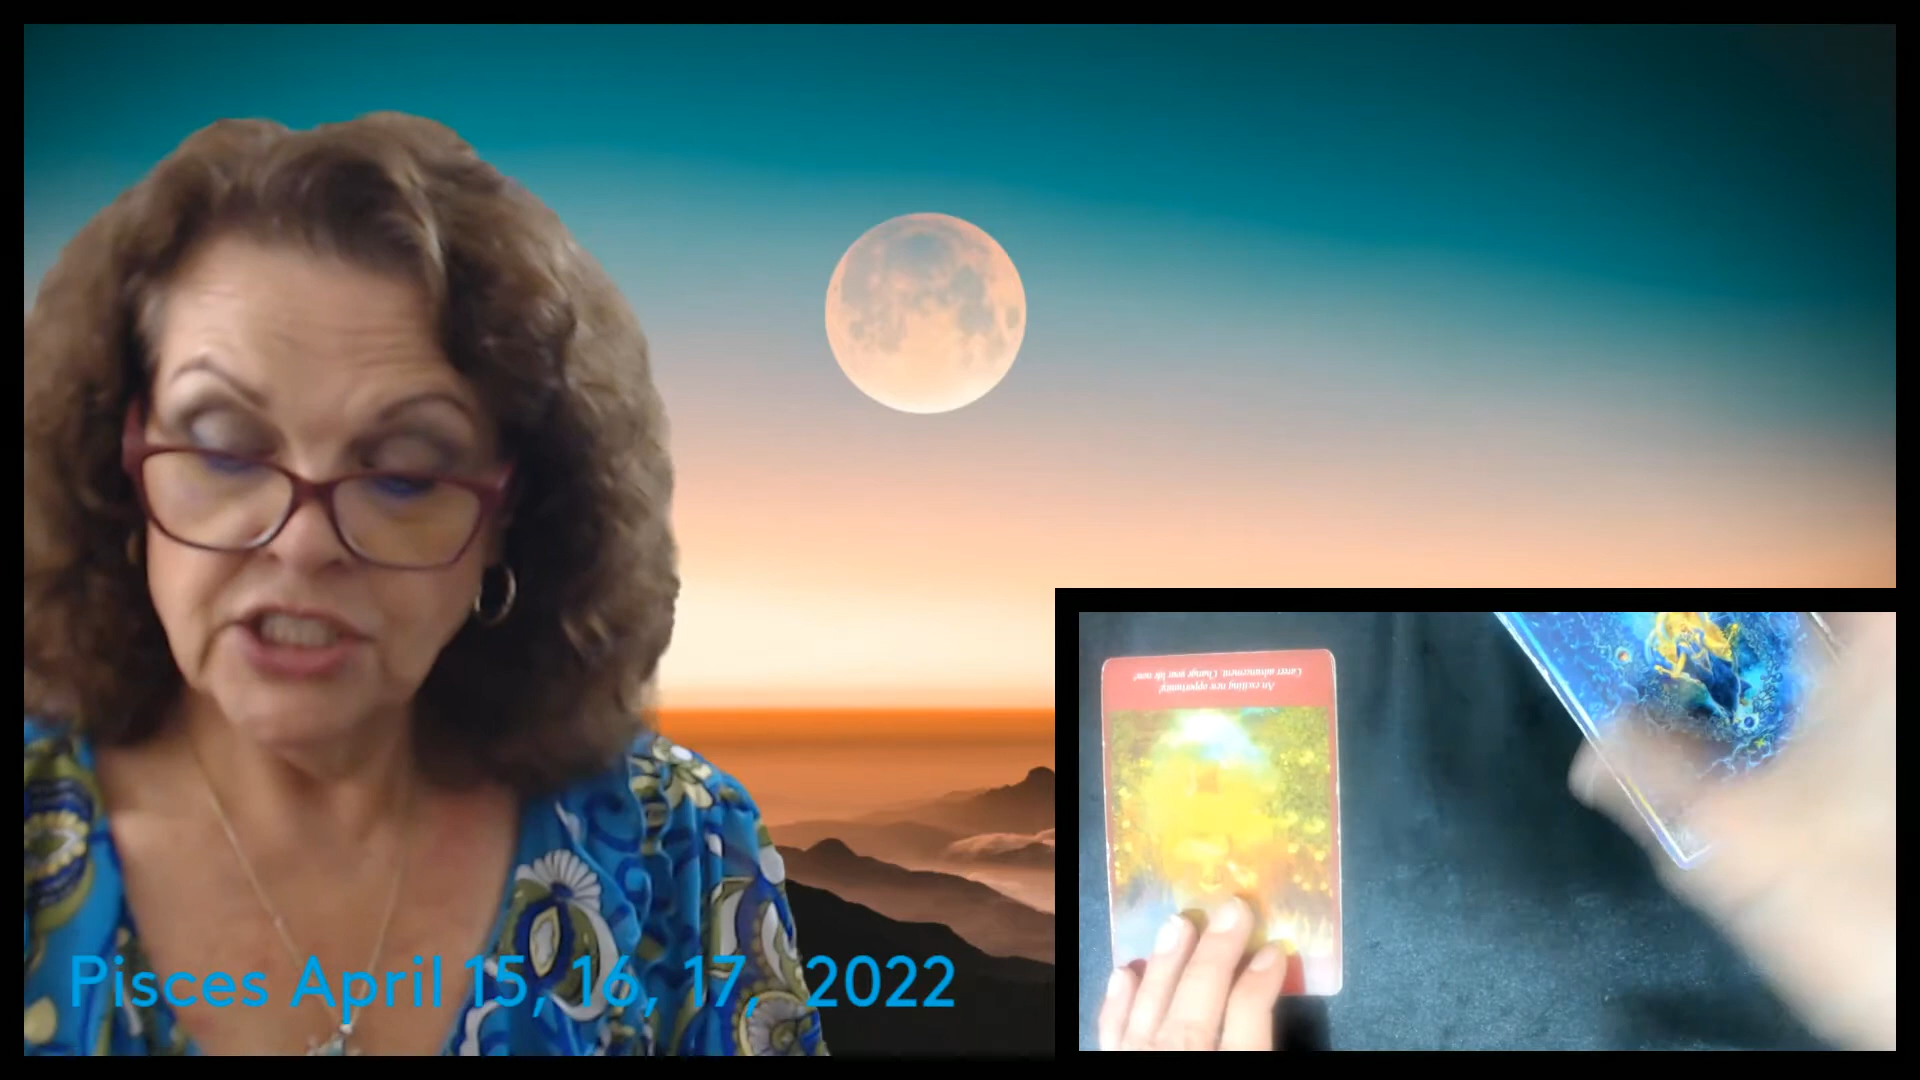 Pisces April 15, 16, 17, 2022
An exciting new opportunity!
Career advancement. Change your life now!